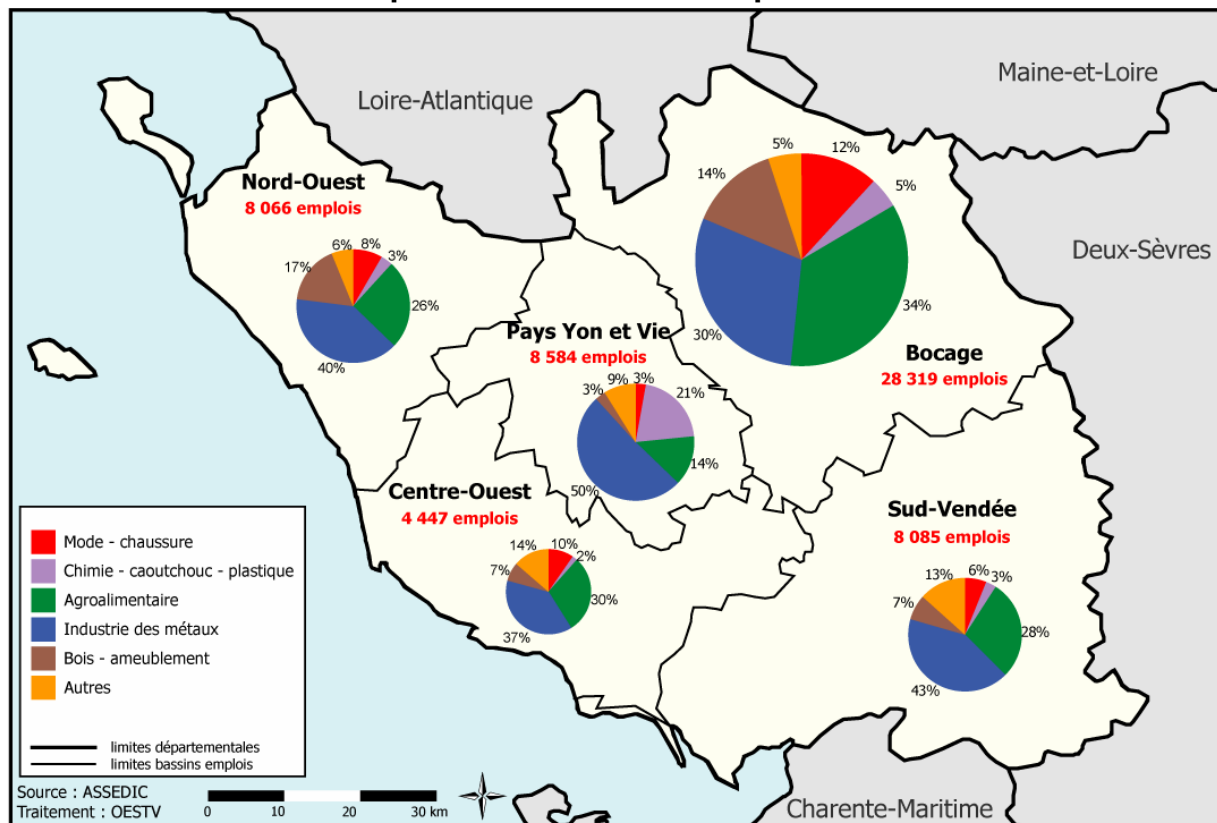 Loire-Atlantique
Maine-et-Loire
Deux-Sèvres
Charente-Maritime
Nord-Ouest
8 066 emplois
6%
8%
3%
17%
26%
40%
Bocage
28 319 emplois
5%
12%
5%
14%
34%
30%
Pays Yon et Vie
8 584 emplois
3%
9%
3%
21%
14%
50%
Centre-Ouest
4 447 emplois
14%
10%
2%
7%
30%
37%
Sud-Vendée
8 085 emplois
13%
6%
3%
7%
28%
43%
Mode - chaussure
Chimie - caoutchouc - plastique
Agroalimentaire
Industrie des métaux
Bois - ameublement
Autres
limites départementales
limites bassins emplois
Source : ASSEDIC
Traitement : OESTV
0 10 20 30 km